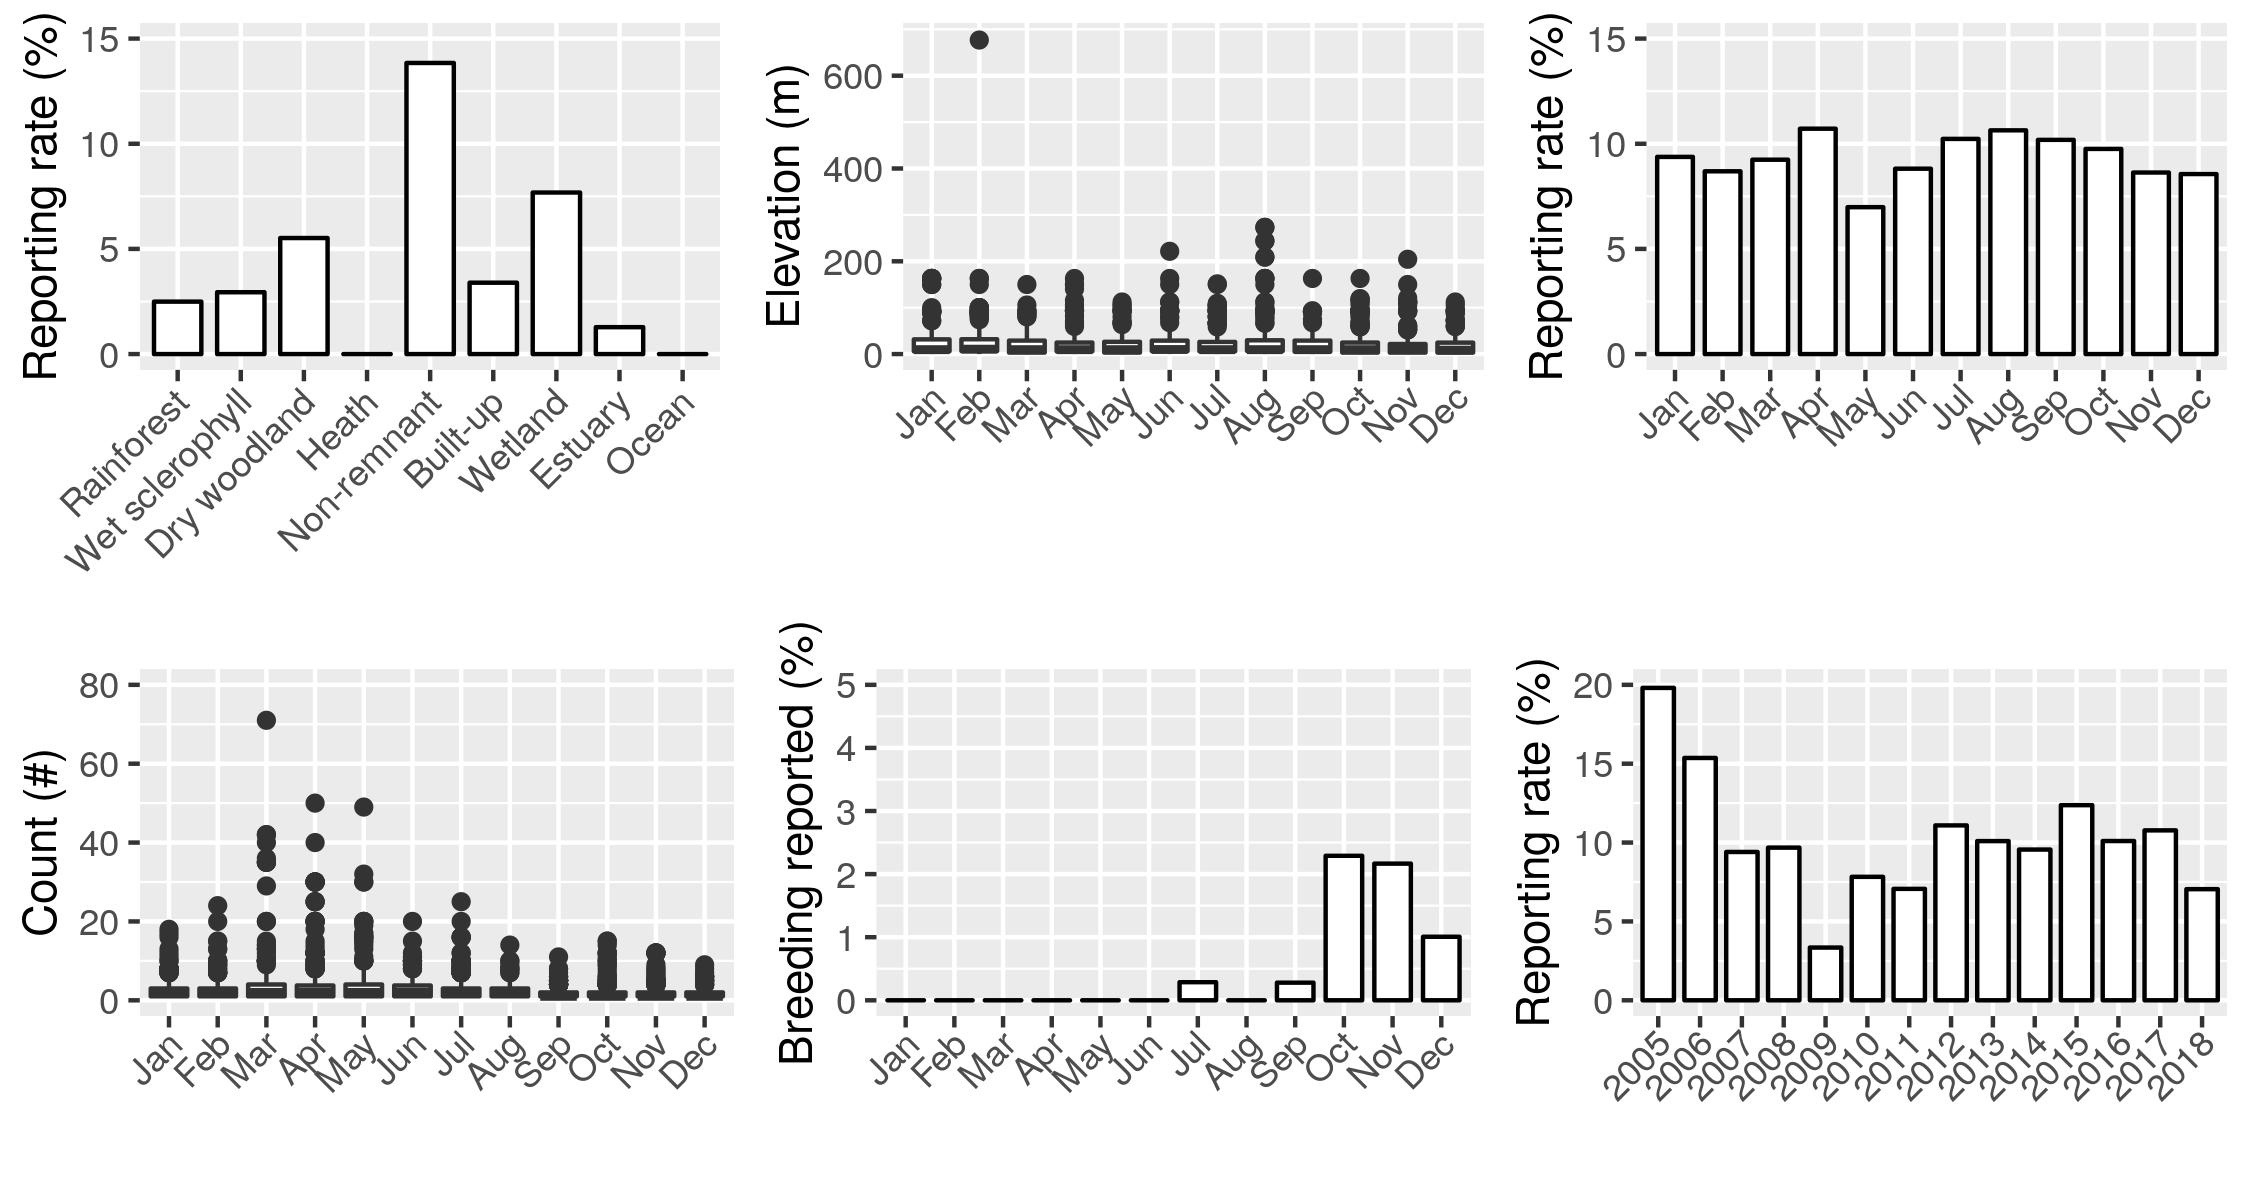 Reporting rate (%)
15
10
5
0
Rainforest
Wet sclerophyll
Dry woodland
Heath
Non-remnant
Built-up
Wetland
Estuary
Ocean
Elevation (m)
600
400
200
0
Jan
Feb
Mar
Apr
May
Jun
Jul
Aug
Sep
Oct
Nov
Dec
Reporting rate (%)
15
10
5
0
Jan
Feb
Mar
Apr
May
Jun
Jul
Aug
Sep
Oct
Nov
Dec
Count (#)
80
60
40
20
0
Jan
Feb
Mar
Apr
May
Jun
Jul
Aug
Sep
Oct
Nov
Dec
Breeding reported (%)
5
4
3
2
1
0
Jan
Feb
Mar
Apr
May
Jun
Jul
Aug
Sep
Oct
Nov
Dec
Reporting rate (%)
20
15
10
5
0
2005
2006
2007
2008
2009
2010
2011
2012
2013
2014
2015
2016
2017
2018